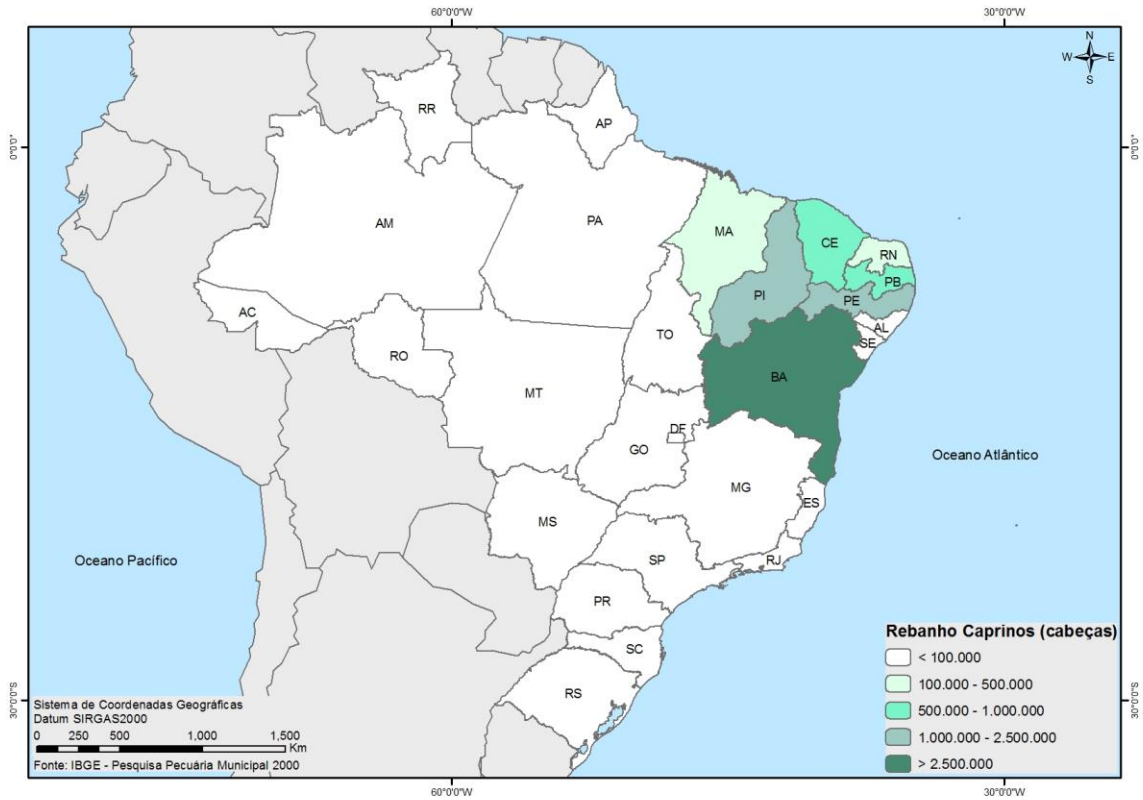 60°0'0"W
30°0'0"W
N
W
E
S
RR
AP
0°0'0"
0°0'0"
AM
PA
MA
CE
RN
PB
PI
PE
AC
TO
AL
SE
RO
BA
MT
DF
GO
Oceano Atlântico
MG
ES
MS
Oceano Pacífico
SP
RJ
PR
SC
RS
Rebanho Caprinos (cabeças)
< 100.000
100.000 - 500.000
500.000 - 1.000.000
1.000.000 - 2.500.000
> 2.500.000
30°0'0"S
30°0'0"S
Sistema de Coordenadas Geográficas
Datum SIRGAS2000
0 250 500 1,000 1,500
Km
Fonte: IBGE - Pesquisa Pecuária Municipal 2000
60°0'0"W
30°0'0"W